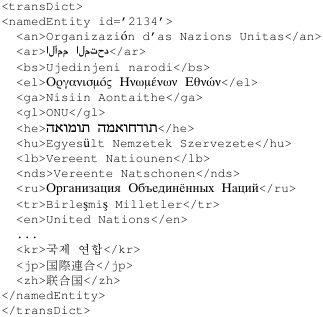 <transDict>
<namedEntity id='2134'>
<an>Organizazión d'as Nazions Unitas</an>
<ar>الأمم المتحد</ar>
<bs>Ujedinjeni narodi</bs>
<el>Οργανισμός Ηνωμένων Εθνών</el>
<ga>Nisiin Aontaithe</ga>
<gl>ONU</gl>
<he>האומות המאוחדות</he>
<hu>Egyesült Nemzetek Szervezete</hu>
<lb>Vereent Natiounen</lb>
<nds>Vereente Natschonen</nds>
<ru>Организация Объединённых Наций</ru>
<tr>Birleşmiş Milletler</tr>
<en>United Nations</en>
...
<kr>국제 연합</kr>
<jp>国際連合</jp>
<zh>联合国</zh>
</namedEntity>
</transDict>